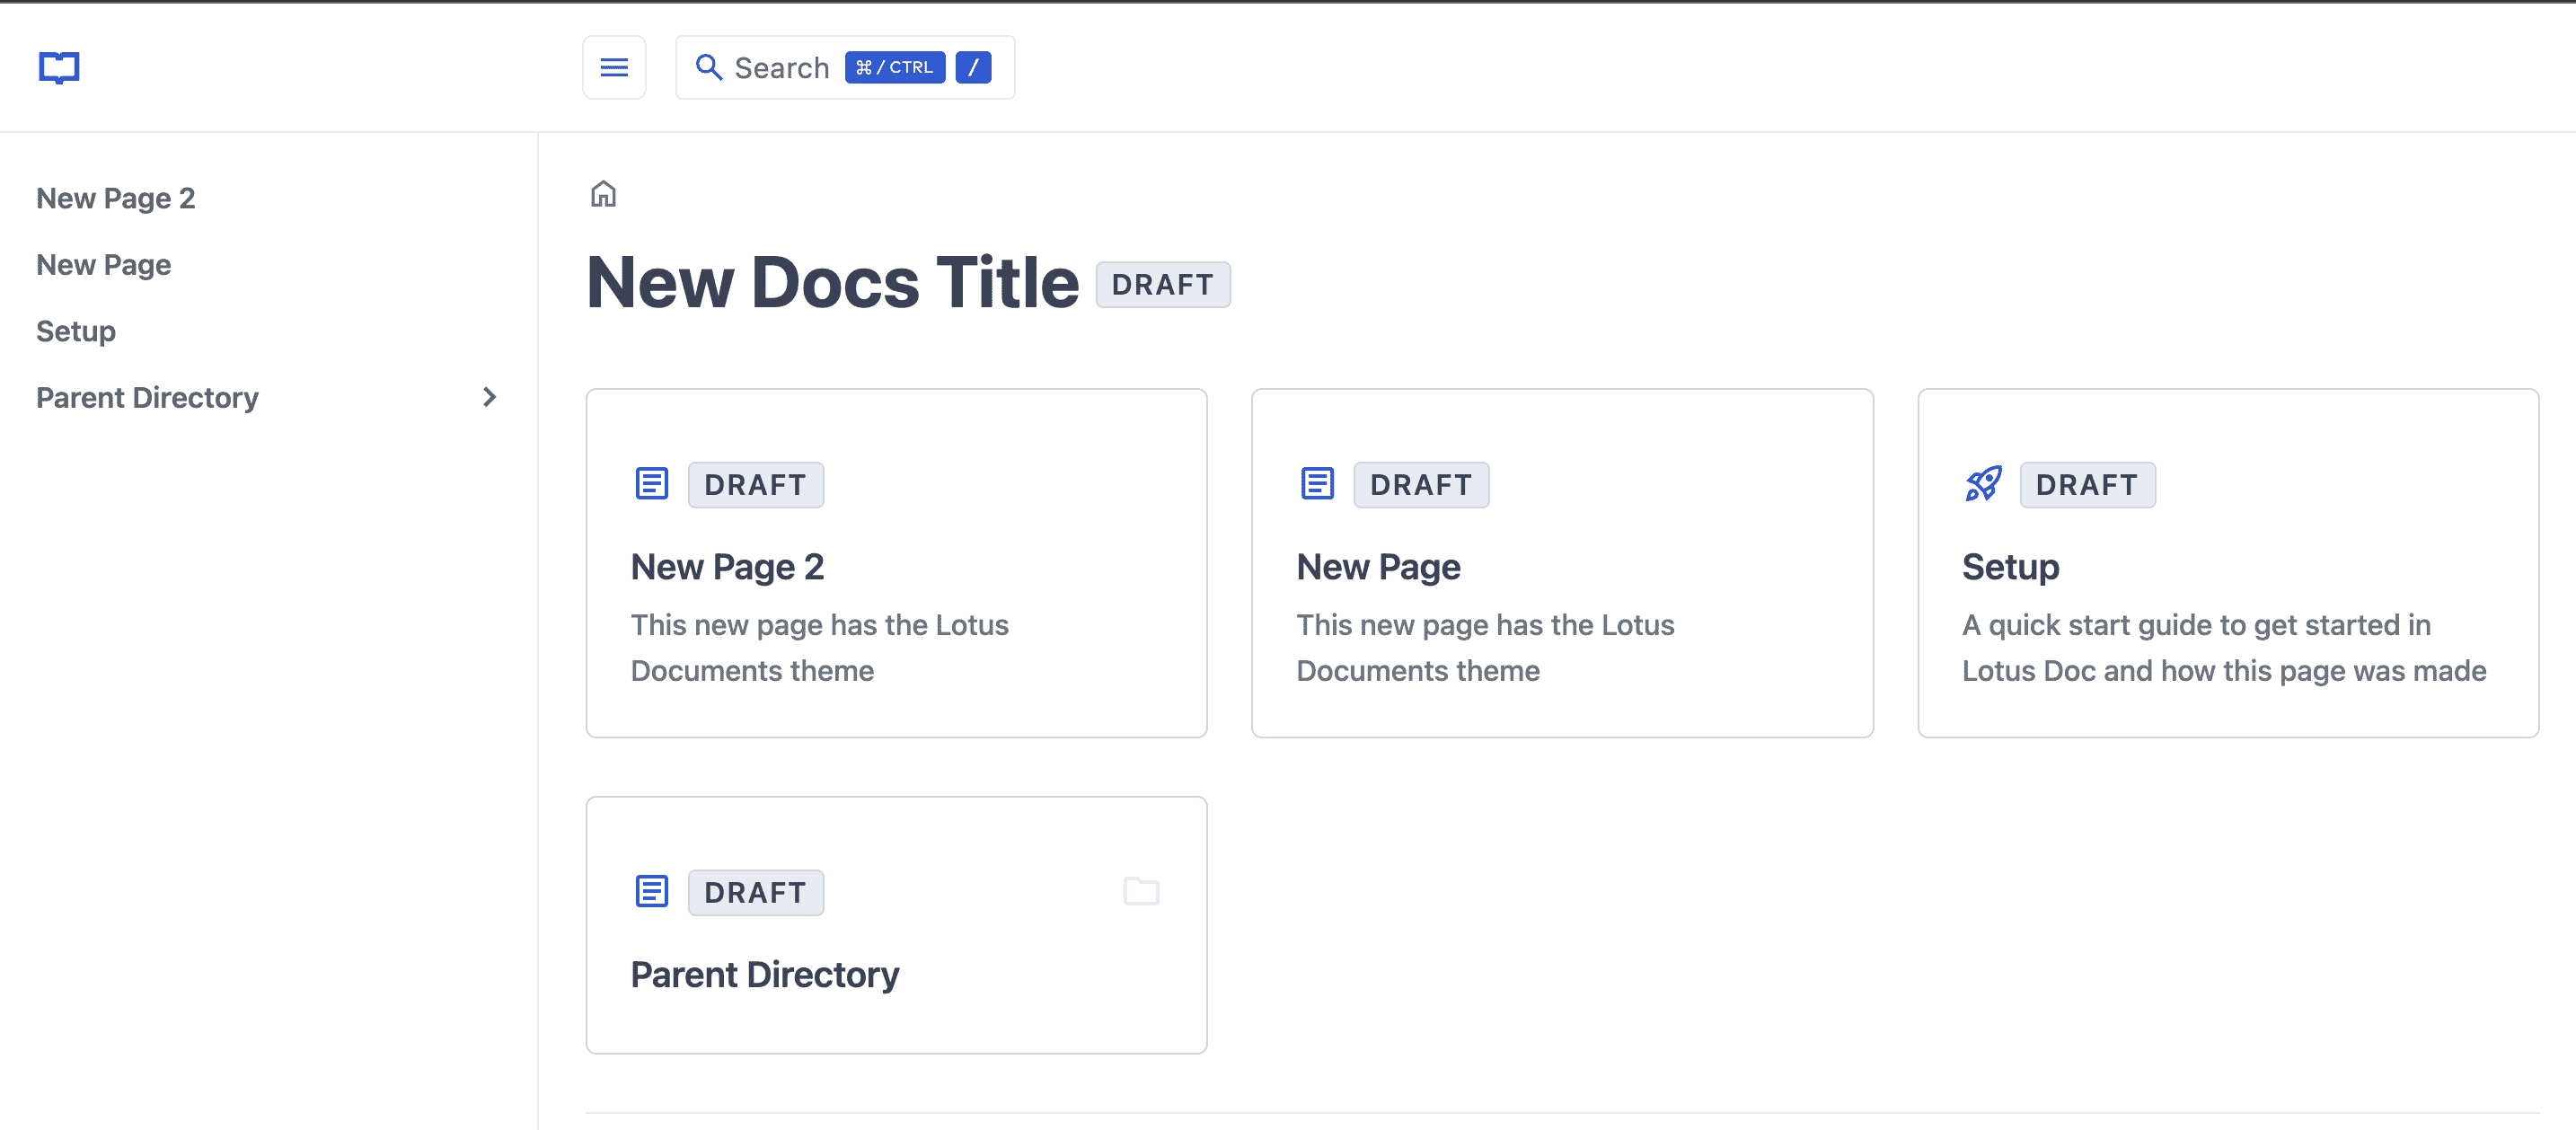 Search ⌘ / CTRL /
New Page 2
New Page
Setup
Parent Directory
New Docs Title DRAFT
DRAFT
New Page 2
This new page has the Lotus
Documents theme
DRAFT
New Page
This new page has the Lotus
Documents theme
DRAFT
Setup
A quick start guide to get started in
Lotus Doc and how this page was made
DRAFT
Parent Directory